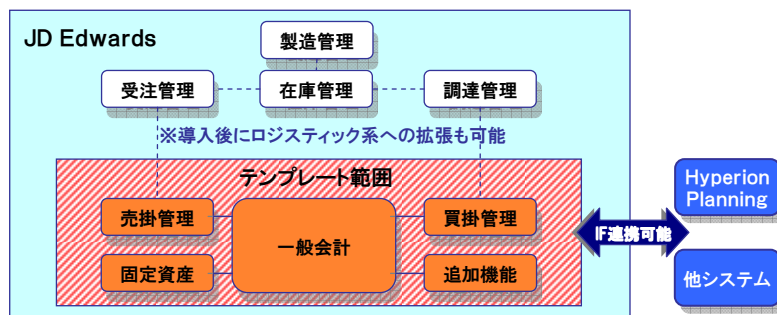 JD Edwards
製造管理
受注管理
在庫管理
調達管理
※導入後にロジスティック系への拡張も可能
テンプレート範囲
売掛管理
一般会計
買掛管理
固定資産
追加機能
IF連携可能
Hyperion
Planning
他システム